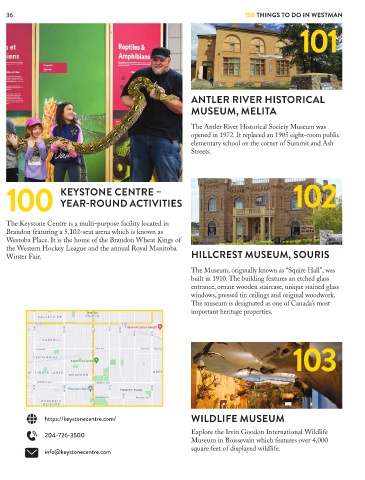 36
150 THINGS TO DO IN WESTMAN
Reptiles &
Amphibians
100
KEYSTONE CENTRE –
YEAR-ROUND ACTIVITIES
The Keystone Centre is a multi-purpose facility located in
Brandon featuring a 5,102-seat arena which is known as
Westoba Place. It is the home of the Brandon Wheat Kings of
the Western Hockey League and the annual Royal Manitoba
Winter Fair.
https://keystonecentre.com/
204-726-3500
info@keystonecentre.com
101
ANTLER RIVER HISTORICAL
MUSEUM, MELITA
The Antler River Historical Society Museum was
opened in 1972. It replaced an 1905 eight-room public
elementary school on the corner of Summit and Ash
Streets.
102
HILLCREST MUSEUM, SOURIS
The Museum, originally known as “Squire Hall”, was
built in 1910. The building features an etched glass
entrance, ornate wooden staircase, unique stained glass
windows, pressed tin ceilings and original woodwork.
The museum is designated as one of Canada’s most
important heritage properties.
103
WILDLIFE MUSEUM
Explore the Irvin Goodon International Wildlife
Museum in Boissevain which features over 4,000
square feet of displayed wildlife.